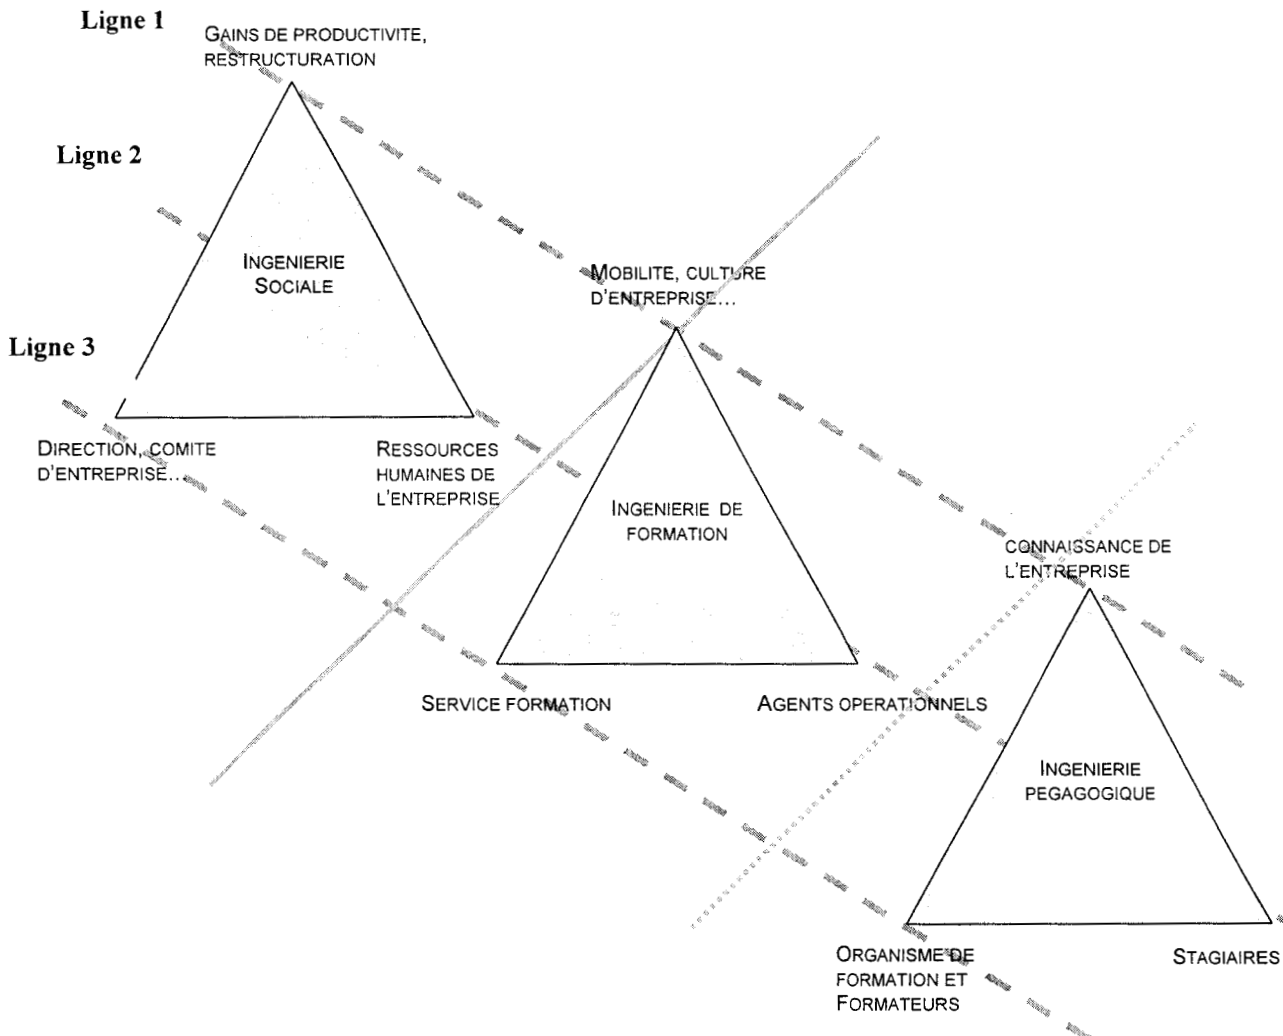 Ligne 1
GAINS DE PRODUCTIVITE,
RESTRUCTURATION
Ligne 2
INGENIERIE
SOCIALE
MOBILITE, CULTURE
D'ENTREPRISE...
Ligne 3
DIRECTION, COMITE
D'ENTREPRISE...
RESSOURCES
HUMAINES DE
L'ENTREPRISE
INGENIERIE DE
FORMATION
CONNAISSANCE DE
L'ENTREPRISE
SERVICE FORMATION
AGENTS OPERATIONNELS
INGENIERIE
PEGAGOGIQUE
ORGANISME DE
FORMATION ET
FORMATEURS
STAGIAIRES